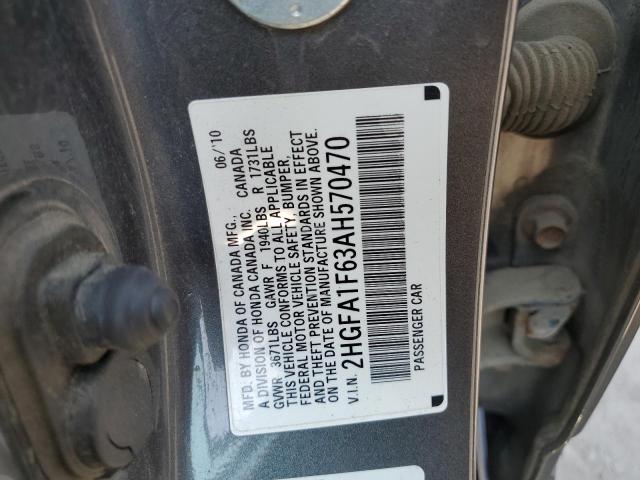 MFD. BY HONDA OF CANADA MFG., 06/'10
A DIVISION OF HONDA CANADA INC. CANADA
GVWR 3671LBS GAWR F 1940LBS R 1731LBS
THIS VEHICLE CONFORMS TO ALL APPLICABLE
FEDERAL MOTOR VEHICLE SAFETY, BUMPER,
AND THEFT PREVENTION STANDARDS IN EFFECT
ON THE DATE OF MANUFACTURE SHOWN ABOVE.
V.I.N. 2HGFA1F63AH570470
PASSENGER CAR